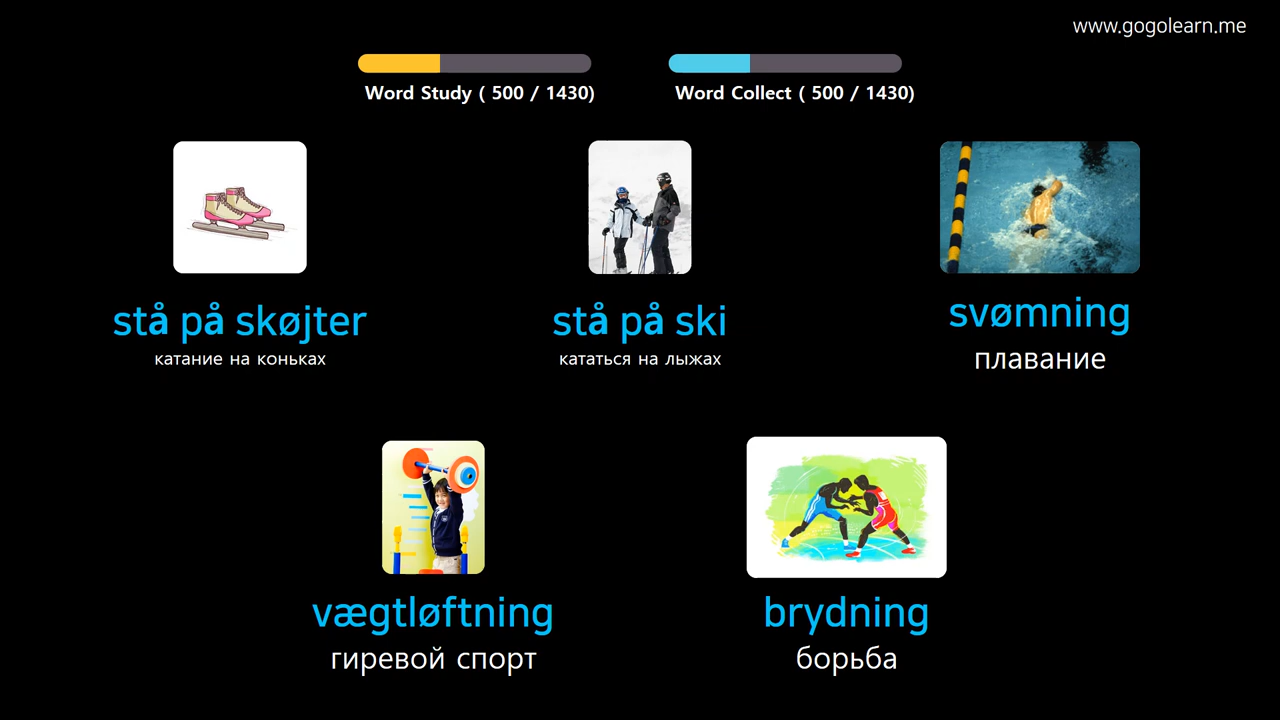 www.gogolearn.me
Word Study ( 500 / 1430)
Word Collect ( 500 / 1430)
stå på skøjter
катание на коньках
stå på ski
кататься на лыжах
svømning
плавание
vægtløftning
гиревой спорт
brydning
борьба